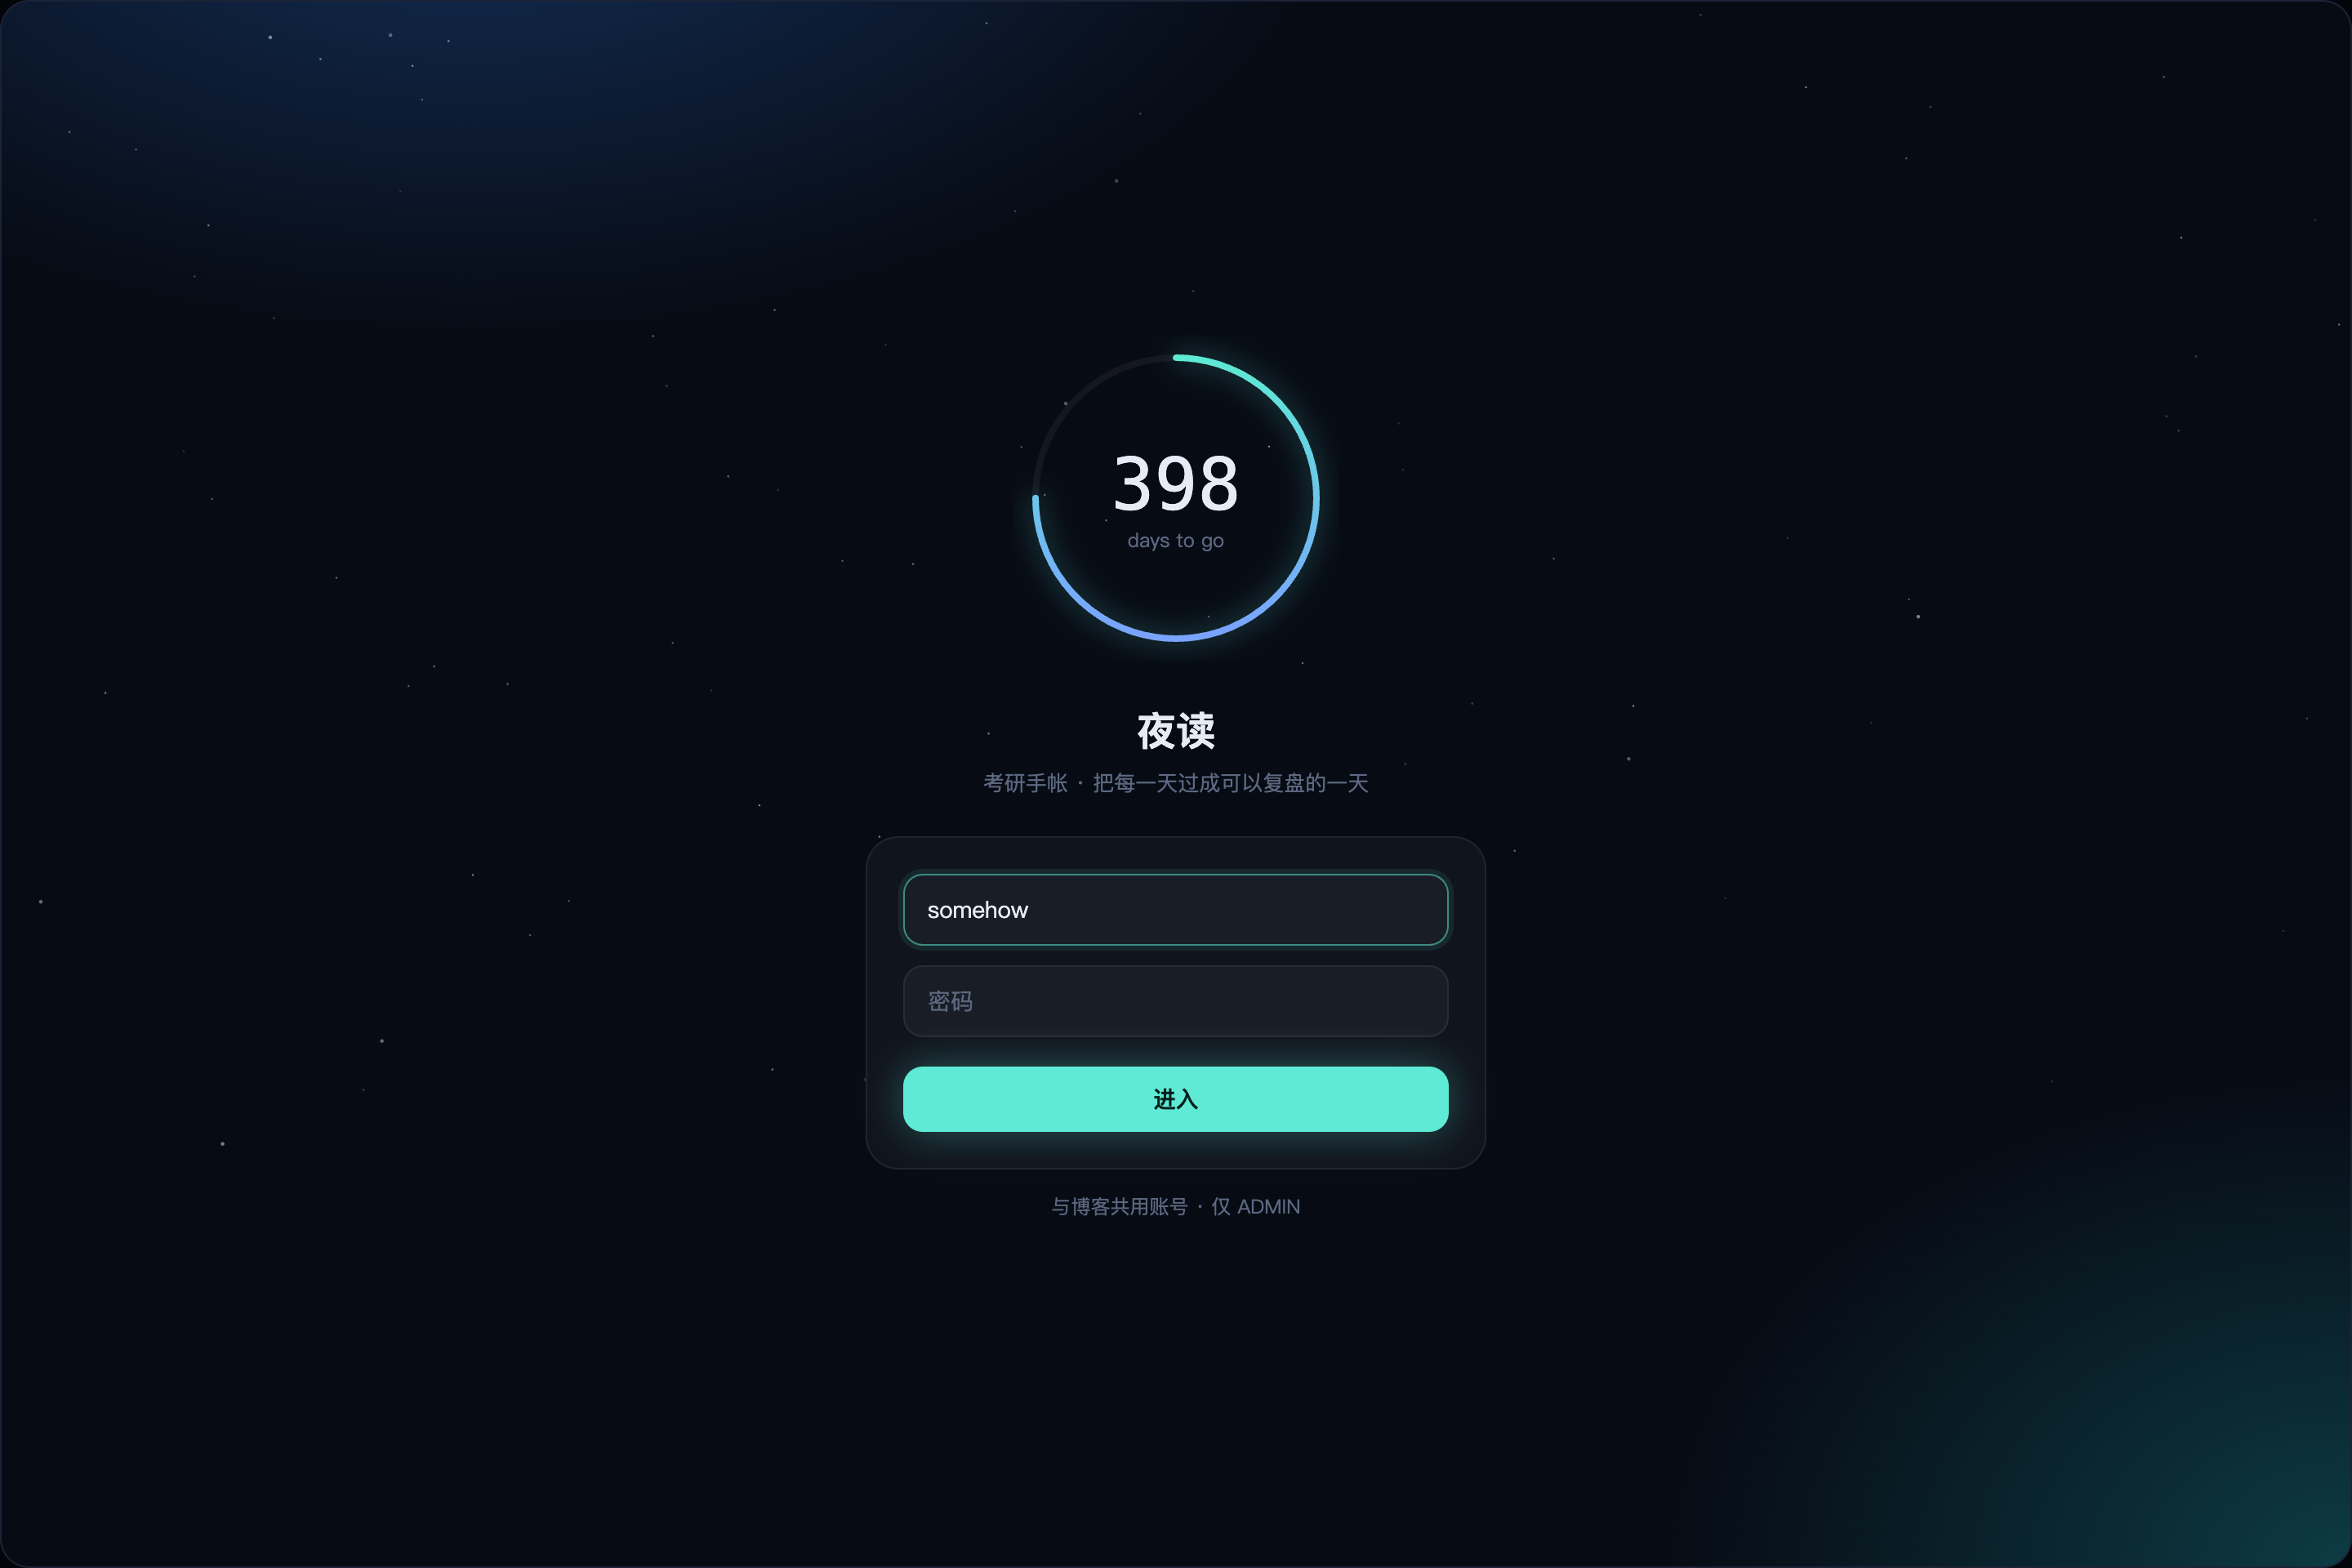 398
days to go
夜读
考研手帐 · 把每一天过成可以复盘的一天
somehow
密码
进入
与博客共用账号 · 仅 ADMIN